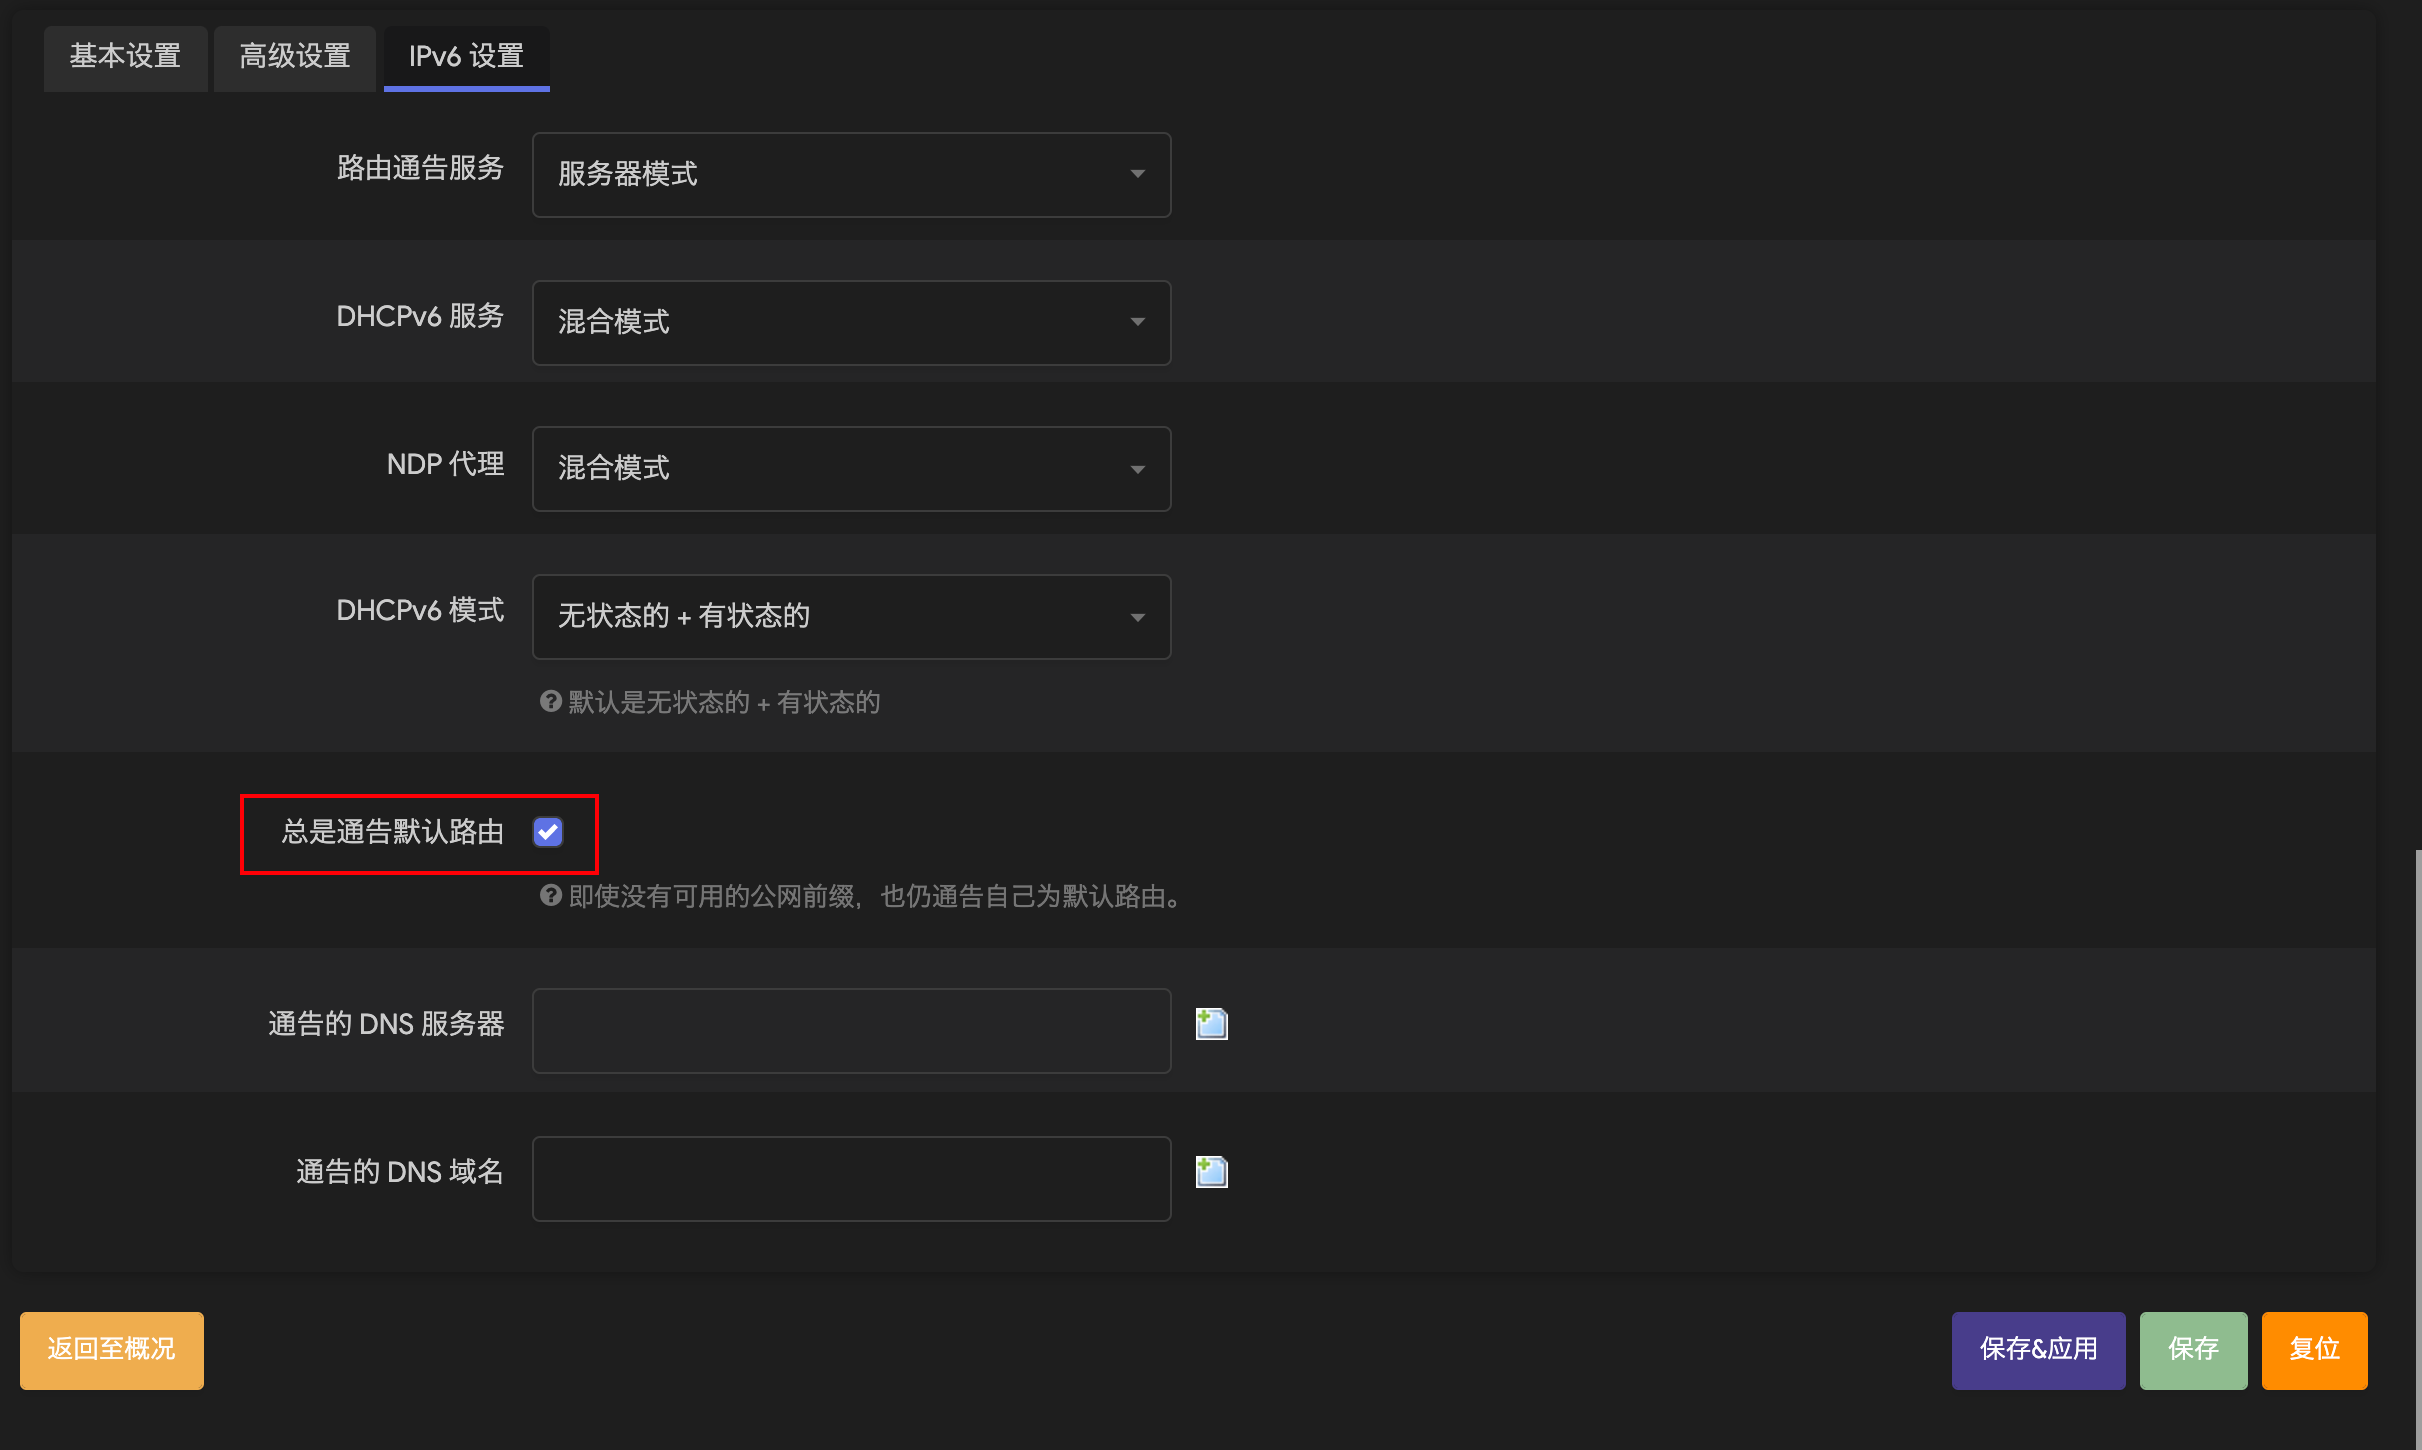 基本设置
高级设置
IPv6 设置
路由通告服务
服务器模式
DHCPv6 服务
混合模式
NDP 代理
混合模式
DHCPv6 模式
无状态的 + 有状态的
默认是无状态的 + 有状态的
总是通告默认路由
即使没有可用的公网前缀，也仍通告自己为默认路由。
通告的 DNS 服务器
通告的 DNS 域名
返回至概况
保存&应用
保存
复位